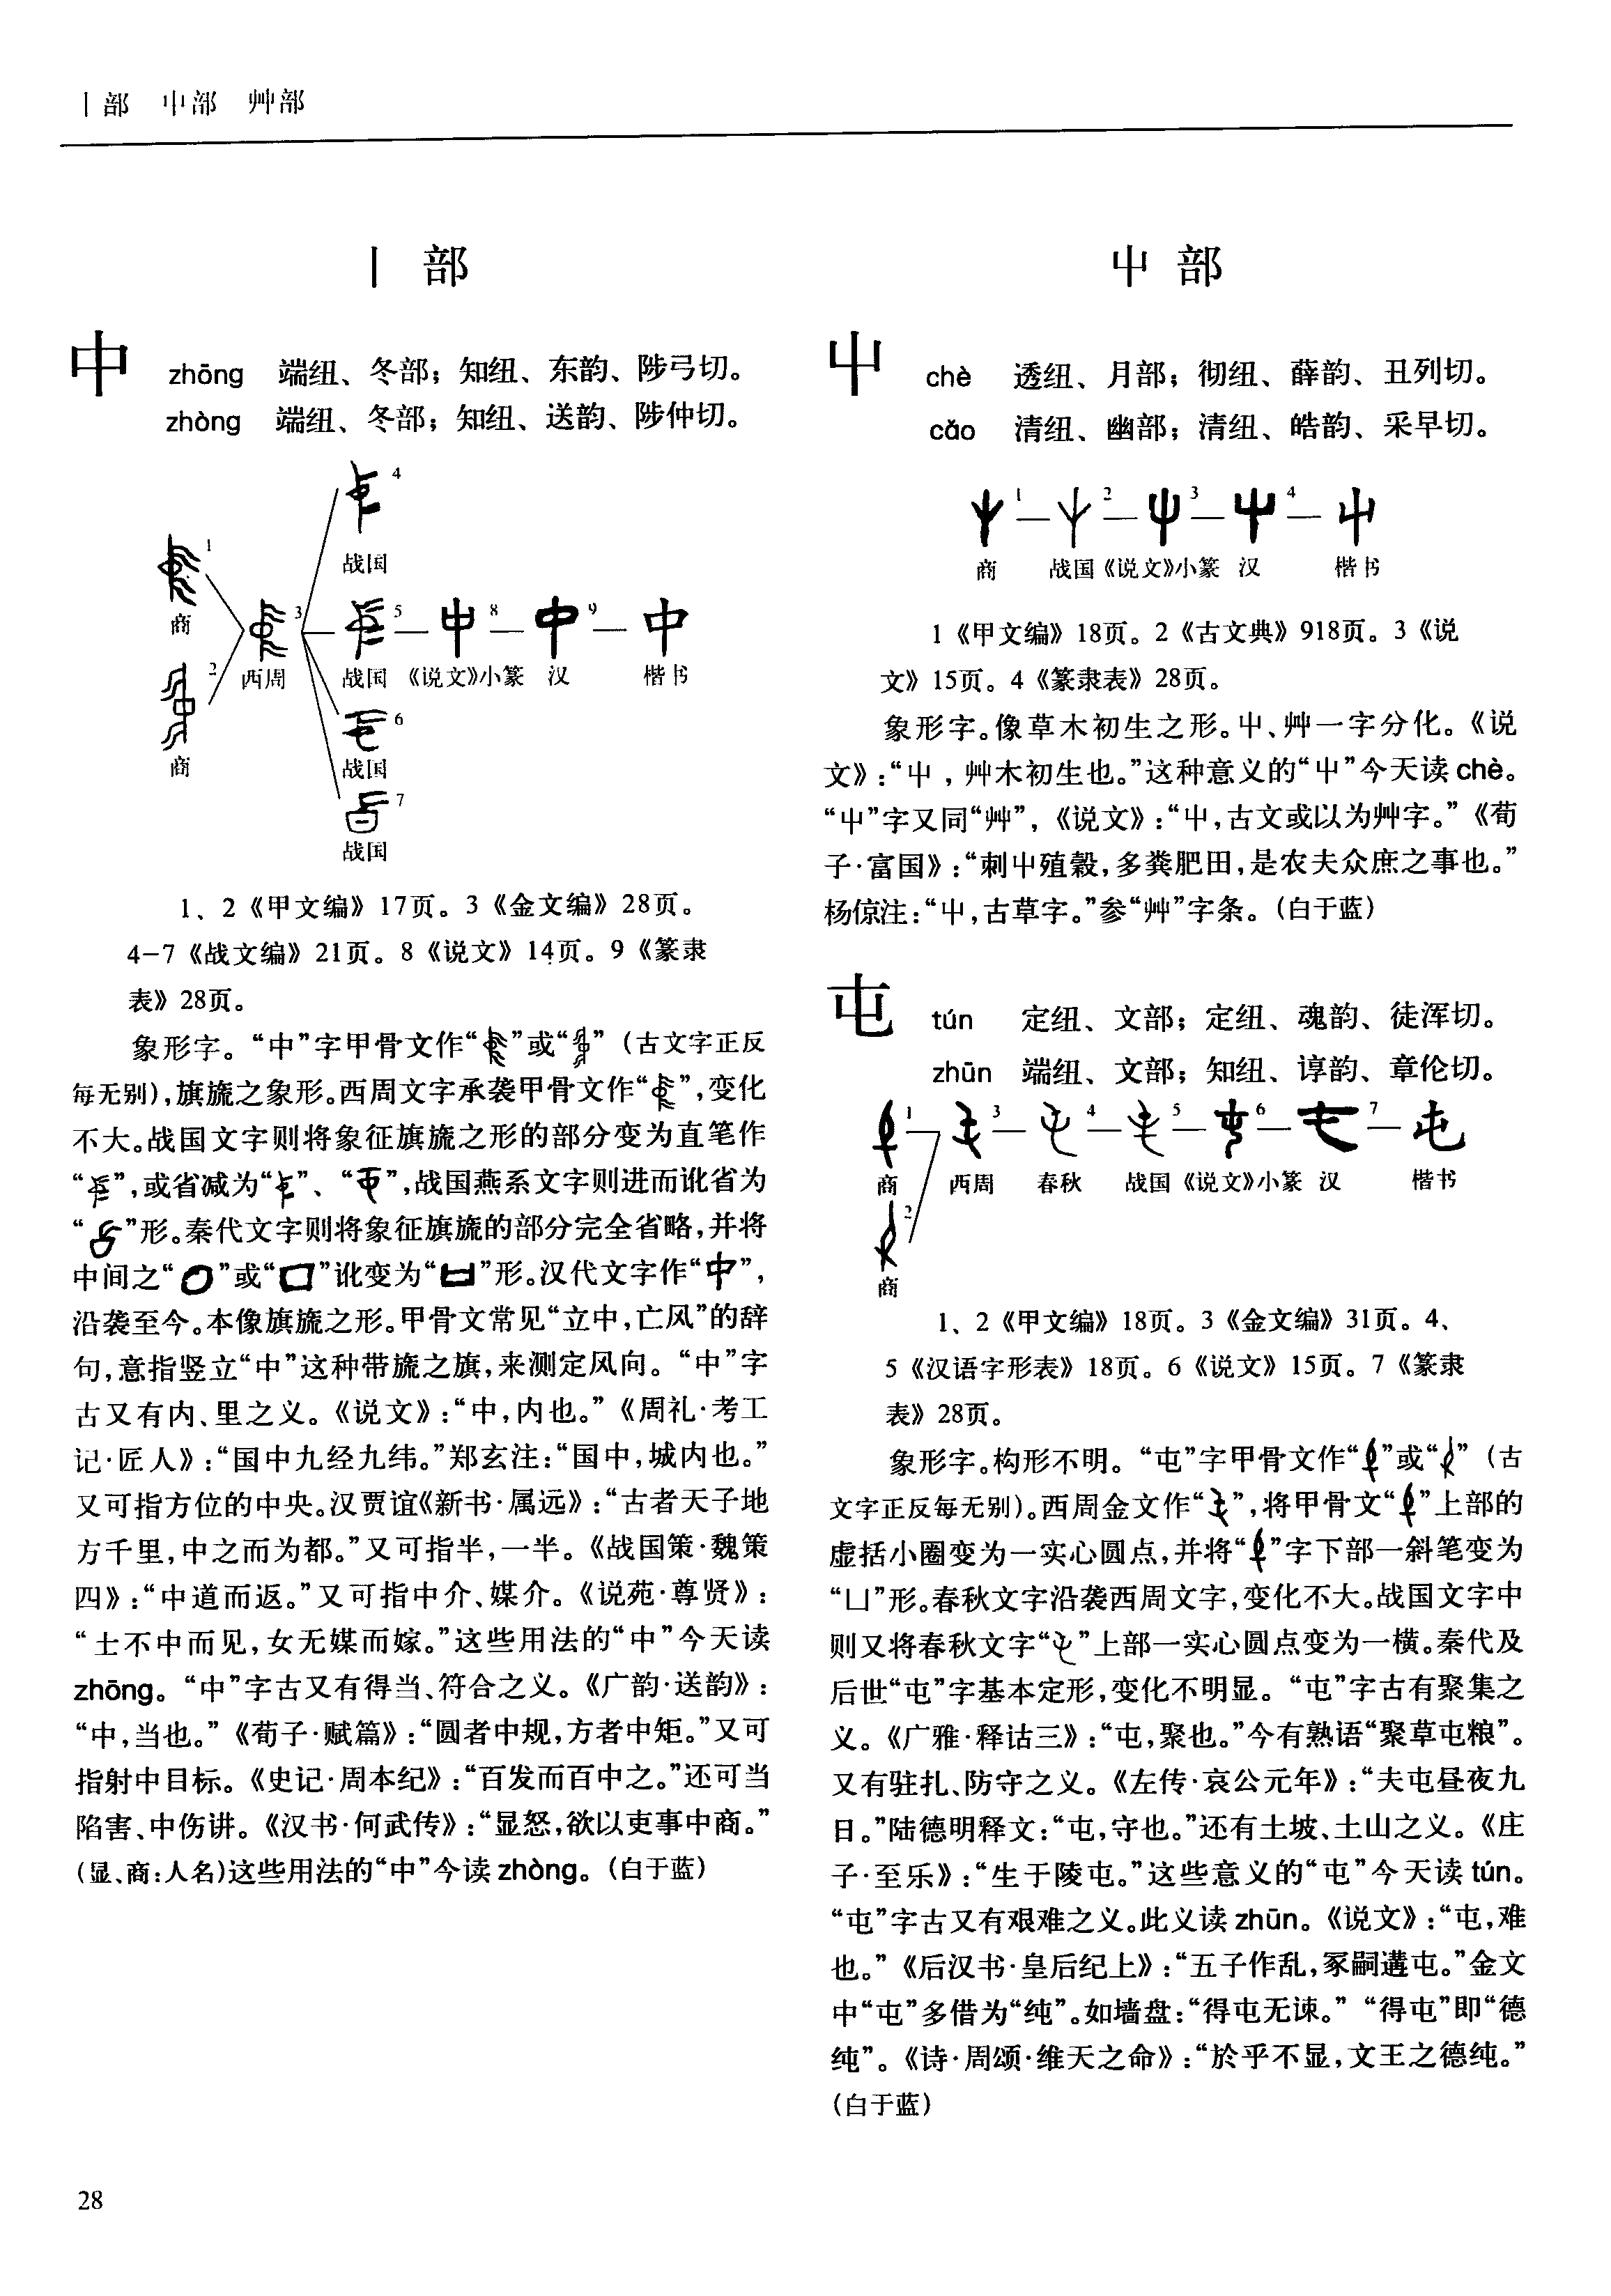 丨部 屮部 艸部
丨 部
中 zhōng 端纽、冬部；知纽、东韵、陟弓切。
zhòng 端纽、冬部；知纽、送韵、陟仲切。
4
战国
1
商
2
商
3
西周
5 8 9 中
战国 《说文》小篆 汉 楷书
6
战国
7
战国
1、2《甲文编》17页。3《金文编》28页。
4-7《战文编》21页。8《说文》14页。9《篆隶
表》28页。
象形字。“中”字甲骨文作“”或“”（古文字正反
每无别），旗旒之象形。西周文字承袭甲骨文作“”，变化
不大。战国文字则将象征旗旒之形的部分变为直笔作
“”，或省减为“”、“”，战国燕系文字则进而讹省为
“”形。秦代文字则将象征旗旒的部分完全省略，并将
中间之“”或“”讹变为“”形。汉代文字作“中”，
沿袭至今。本像旗旒之形。甲骨文常见“立中，亡风”的辞
句，意指竖立“中”这种带旒之旗，来测定风向。“中”字
古又有内、里之义。《说文》：“中，内也。”《周礼·考工
记·匠人》：“国中九经九纬。”郑玄注：“国中，城内也。”
又可指方位的中央。汉贾谊《新书·属远》：“古者天子地
方千里，中之而为都。”又可指半，一半。《战国策·魏策
四》：“中道而返。”又可指中介、媒介。《说苑·尊贤》：
“士不中而见，女无媒而嫁。”这些用法的“中”今天读
zhōng。“中”字古又有得当、符合之义。《广韵·送韵》：
“中，当也。”《荀子·赋篇》：“圆者中规，方者中矩。”又可
指射中目标。《史记·周本纪》：“百发而百中之。”还可当
陷害、中伤讲。《汉书·何武传》：“显怒，欲以吏事中商。”
（显、商：人名）这些用法的“中”今读zhòng。（白于蓝）
屮 部
屮 chè 透纽、月部；彻纽、薛韵、丑列切。
cǎo 清纽、幽部；清纽、皓韵、采早切。
1 2 3 4 屮
商 战国《说文》小篆 汉 楷书
1《甲文编》18页。2《古文典》918页。3《说
文》15页。4《篆隶表》28页。
象形字。像草木初生之形。屮、艸一字分化。《说
文》：“屮，艸木初生也。”这种意义的“屮”今天读chè。
“屮”字又同“艸”，《说文》：“屮，古文或以为艸字。”《荀
子·富国》：“刺屮殖穀，多粪肥田，是农夫众庶之事也。”
杨倞注：“屮，古草字。”参“艸”字条。（白于蓝）
屯 tún 定纽、文部；定纽、魂韵、徒浑切。
zhūn 端纽、文部；知纽、谆韵、章伦切。
1 3 4 5 6 7 屯
商 西周 春秋 战国《说文》小篆 汉 楷书
2
商
1、2《甲文编》18页。3《金文编》31页。4、
5《汉语字形表》18页。6《说文》15页。7《篆隶
表》28页。
象形字。构形不明。“屯”字甲骨文作“”或“”（古
文字正反每无别）。西周金文作“”，将甲骨文“”上部的
虚括小圈变为一实心圆点，并将“”字下部一斜笔变为
“凵”形。春秋文字沿袭西周文字，变化不大。战国文字中
则又将春秋文字“”上部一实心圆点变为一横。秦代及
后世“屯”字基本定形，变化不明显。“屯”字古有聚集之
义。《广雅·释诂三》：“屯，聚也。”今有熟语“聚草屯粮”。
又有驻扎、防守之义。《左传·哀公元年》：“夫屯昼夜九
日。”陆德明释文：“屯，守也。”还有土坡、土山之义。《庄
子·至乐》：“生于陵屯。”这些意义的“屯”今天读tún。
“屯”字古又有艰难之义。此义读zhūn。《说文》：“屯，难
也。”《后汉书·皇后纪上》：“五子作乱，冢嗣遘屯。”金文
中“屯”多借为“纯”。如墙盘：“得屯无谏。”“得屯”即“德
纯”。《诗·周颂·维天之命》：“於乎不显，文王之德纯。”
（白于蓝）
28